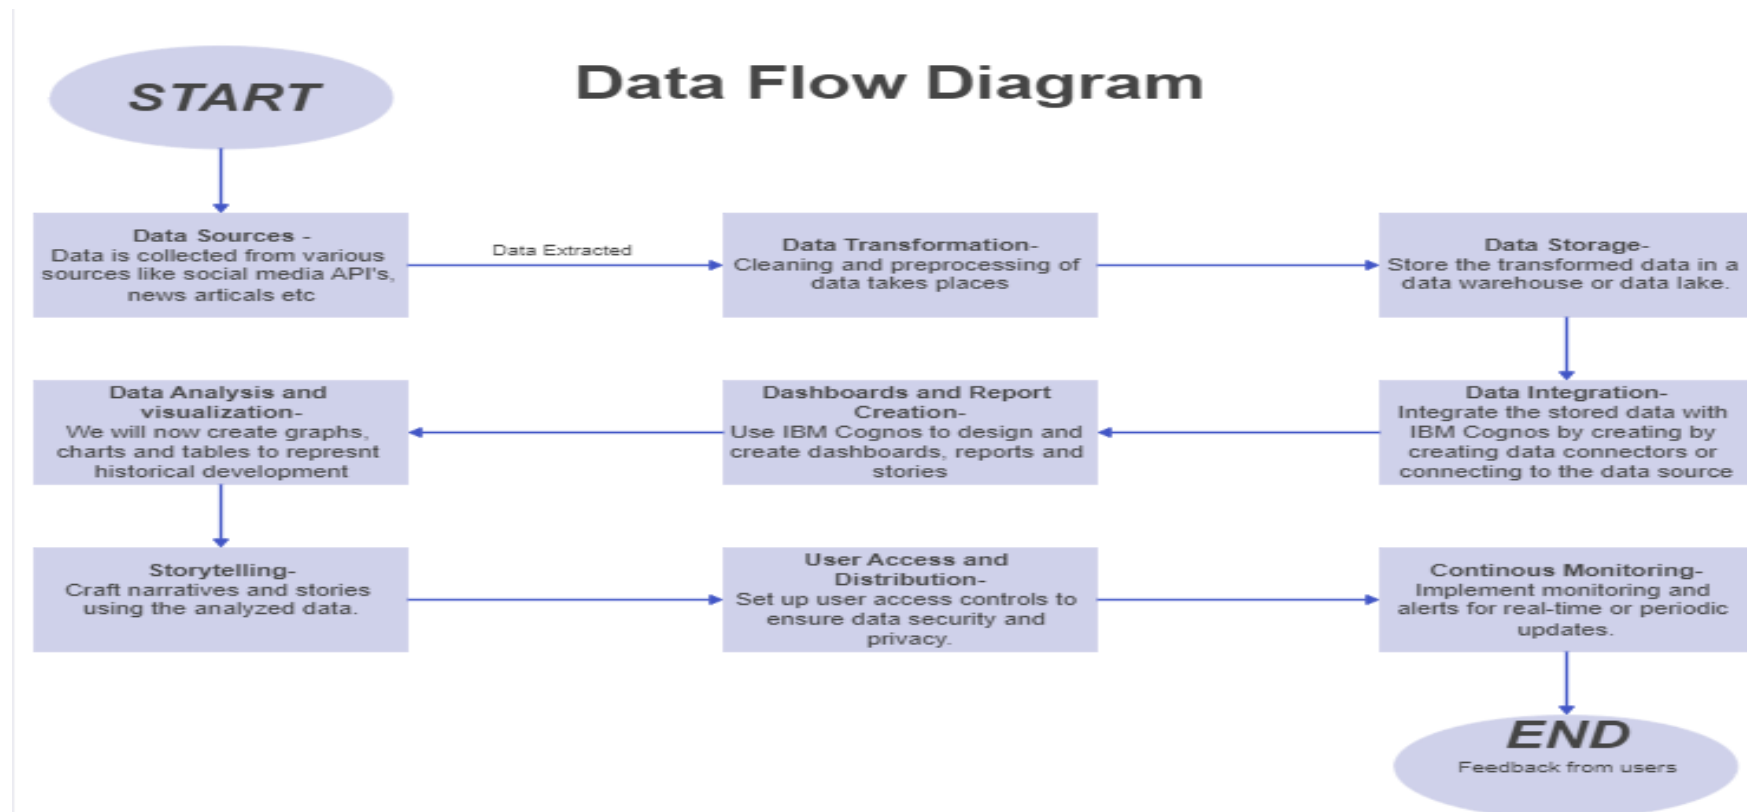 START
Data Flow Diagram
Data Sources -
Data is collected from various
sources like social media API's,
news articals etc
Data Extracted
Data Transformation-
Cleaning and preprocessing of
data takes places
Data Storage-
Store the transformed data in a
data warehouse or data lake.
Data Integration-
Integrate the stored data with
IBM Cognos by creating by
creating data connectors or
connecting to the data source
Dashboards and Report
Creation-
Use IBM Cognos to design and
create dashboards, reports and
stories
Data Analysis and
visualization-
We will now create graphs,
charts and tables to represnt
historical development
Storytelling-
Craft narratives and stories
using the analyzed data.
User Access and
Distribution-
Set up user access controls to
ensure data security and
privacy.
Continous Monitoring-
Implement monitoring and
alerts for real-time or periodic
updates.
END
Feedback from users